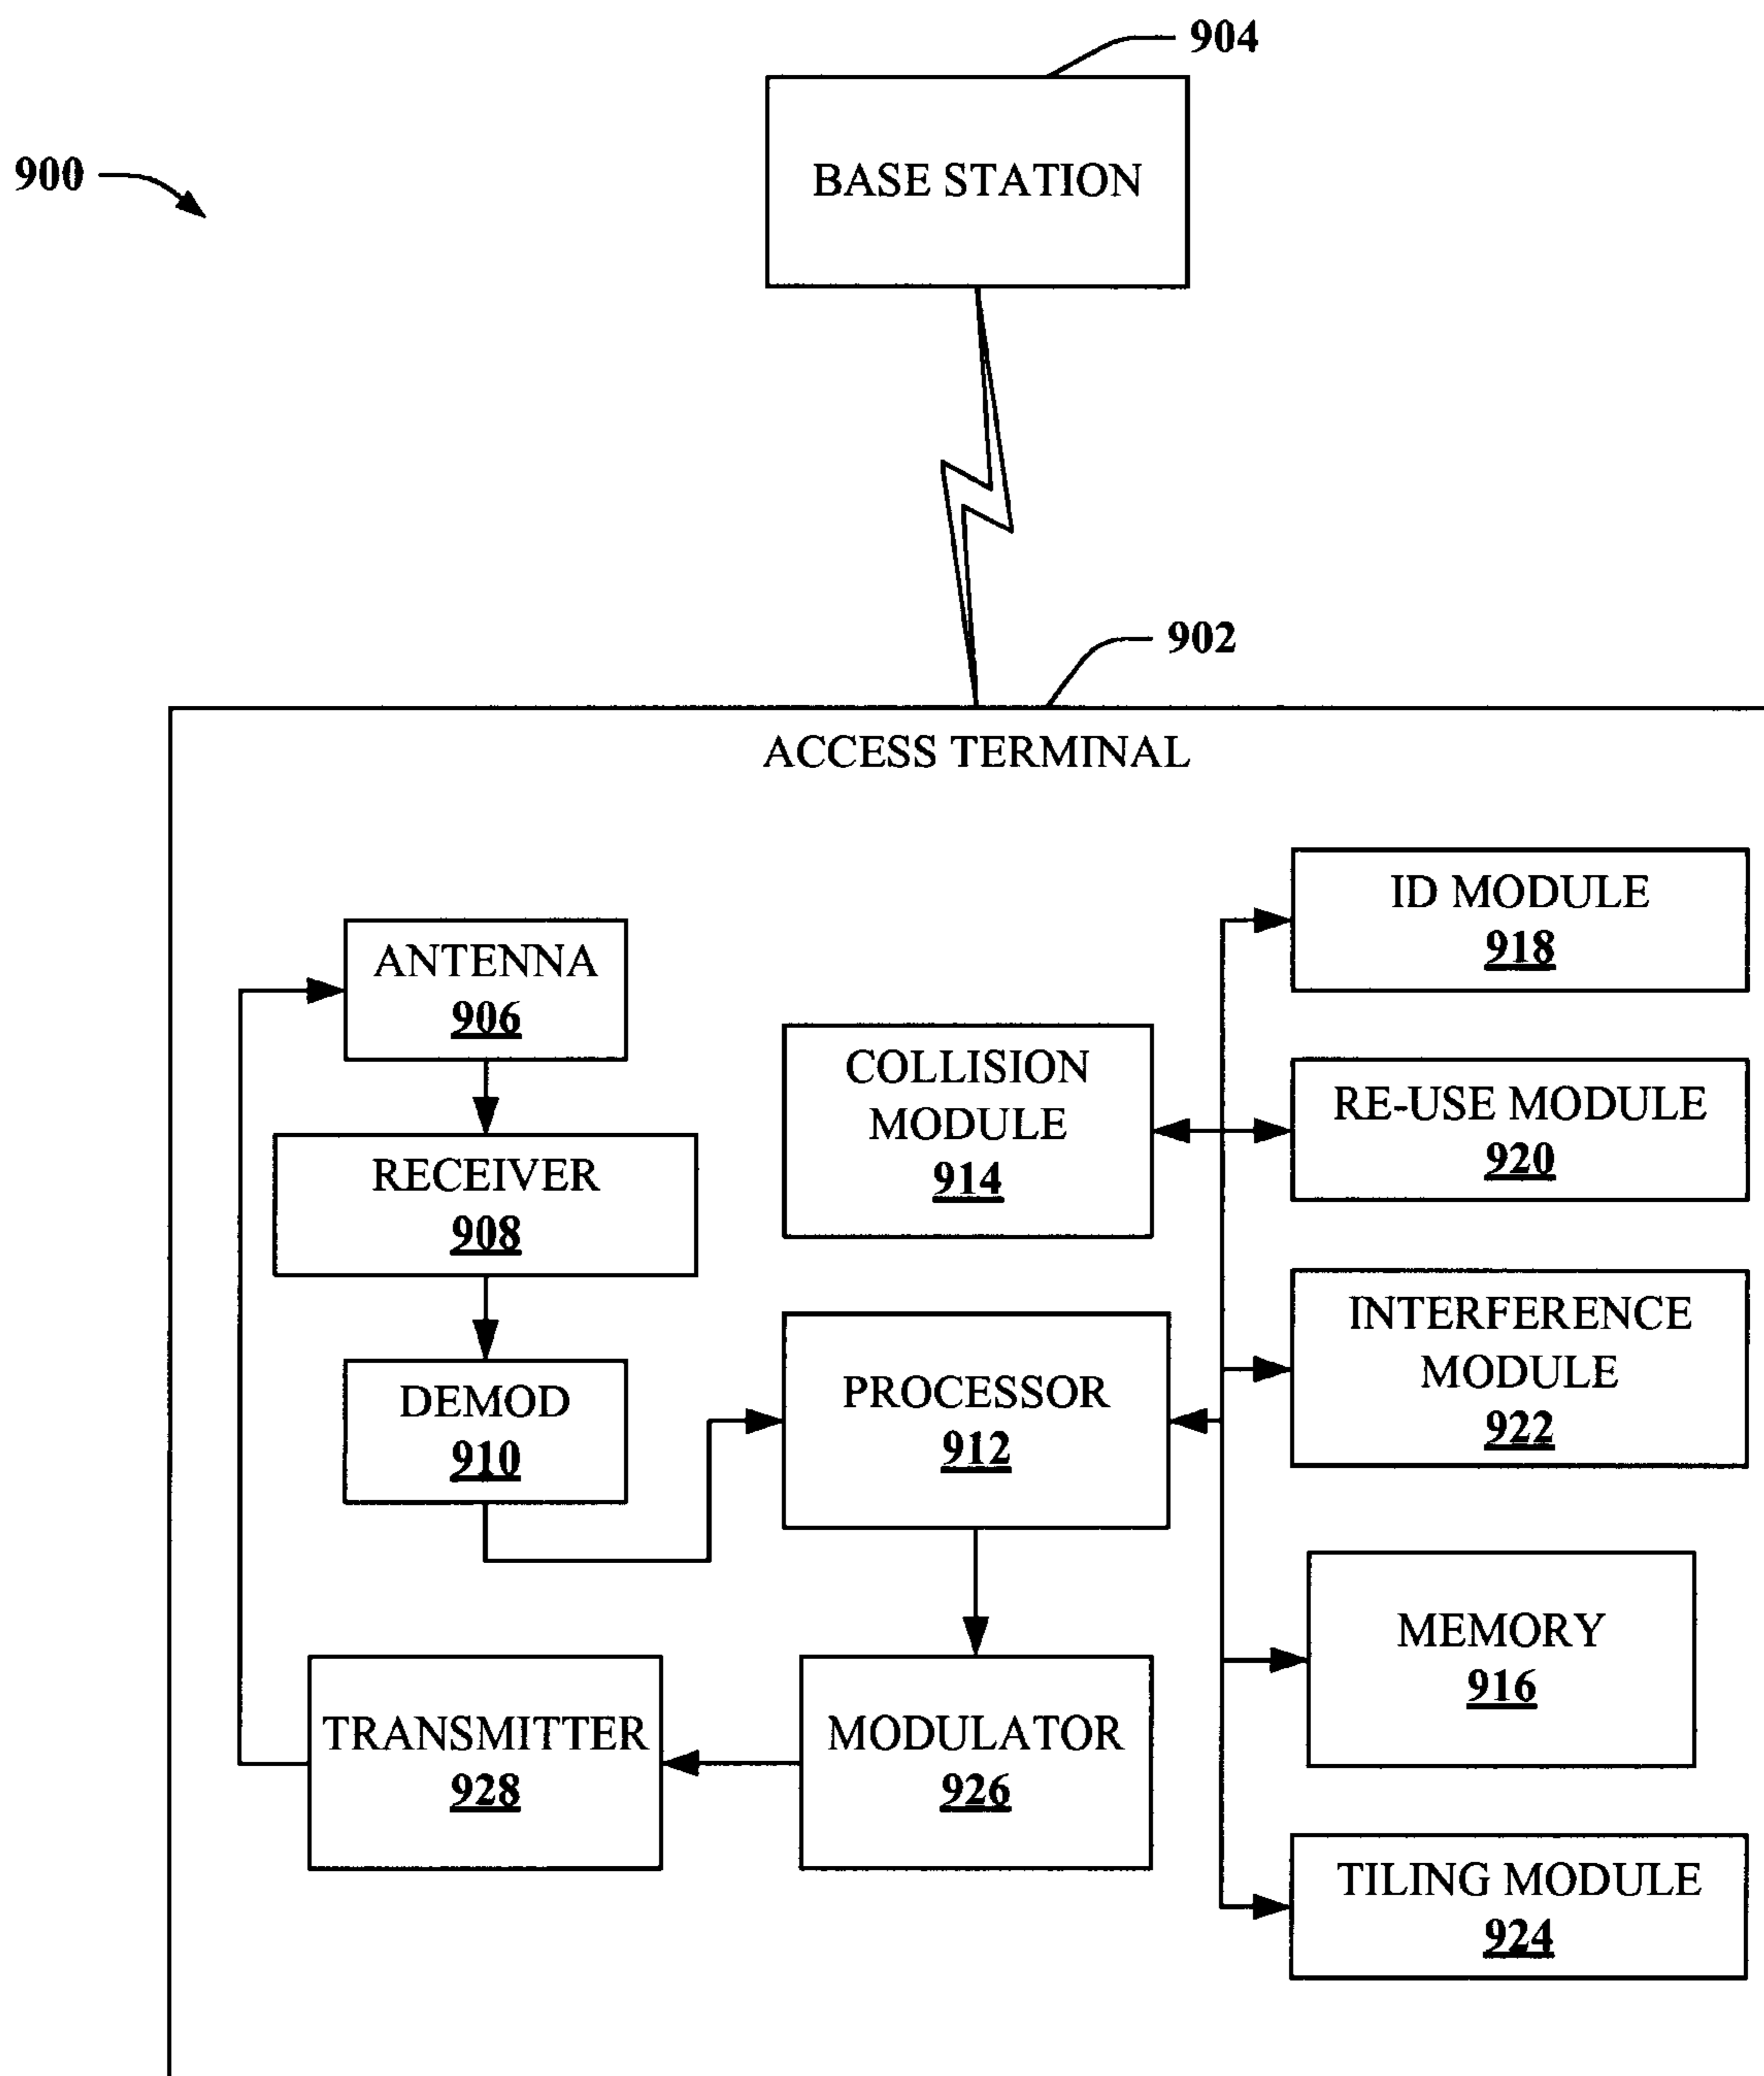 904
900
BASE STATION
902
ACCESS TERMINAL
ANTENNA
906
RECEIVER
908
DEMOD
910
TRANSMITTER
928
COLLISION
MODULE
914
PROCESSOR
912
MODULATOR
926
ID MODULE
918
RE-USE MODULE
920
INTERFERENCE
MODULE
922
MEMORY
916
TILING MODULE
924